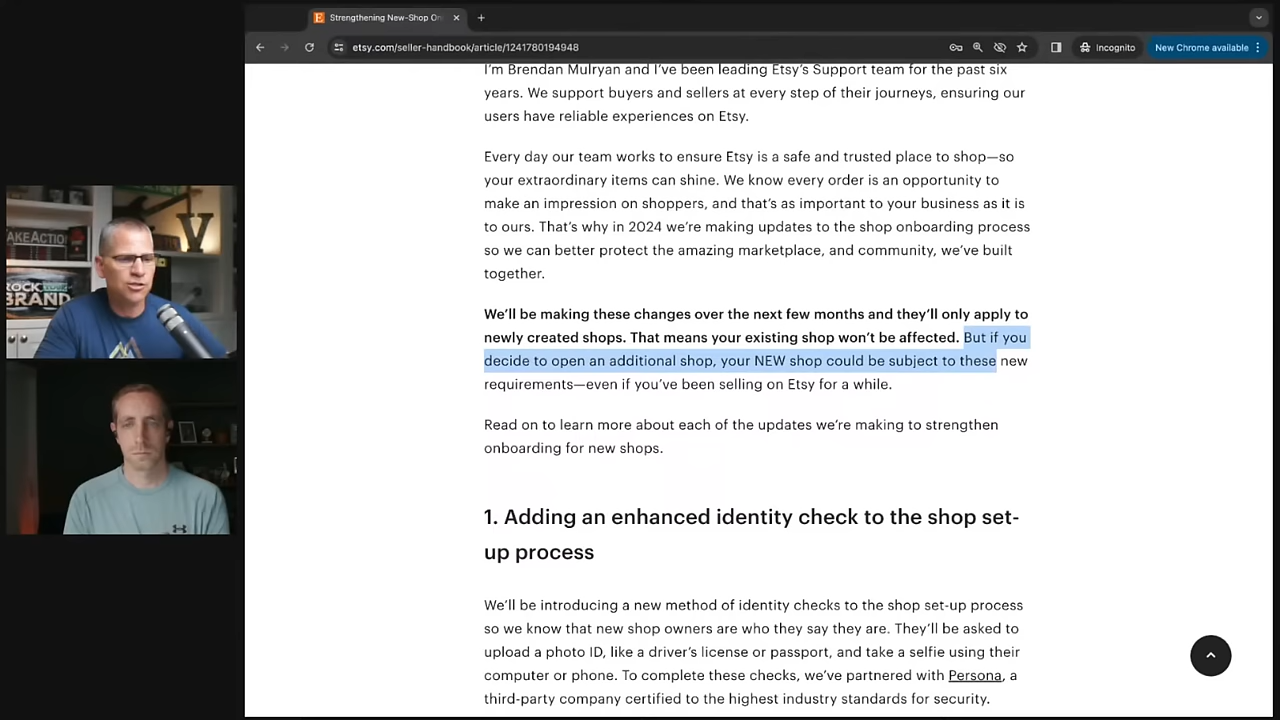 Strengthening New-Shop On
etsy.com/seller-handbook/article/1241780194948
Incognito
New Chrome available
I'm Brendan Mulryan and I've been leading Etsy's Support team for the past six
years. We support buyers and sellers at every step of their journeys, ensuring our
users have reliable experiences on Etsy.
Every day our team works to ensure Etsy is a safe and trusted place to shop—so
your extraordinary items can shine. We know every order is an opportunity to
make an impression on shoppers, and that's as important to your business as it is
to ours. That's why in 2024 we're making updates to the shop onboarding process
so we can better protect the amazing marketplace, and community, we've built
together.
We'll be making these changes over the next few months and they'll only apply to
newly created shops. That means your existing shop won't be affected. But if you
decide to open an additional shop, your NEW shop could be subject to these new
requirements—even if you've been selling on Etsy for a while.
Read on to learn more about each of the updates we're making to strengthen
onboarding for new shops.
1. Adding an enhanced identity check to the shop set-
up process
We'll be introducing a new method of identity checks to the shop set-up process
so we know that new shop owners are who they say they are. They'll be asked to
upload a photo ID, like a driver's license or passport, and take a selfie using their
computer or phone. To complete these checks, we've partnered with Persona, a
third-party company certified to the highest industry standards for security.
TAKEACTION
ROCK
BRAND
V